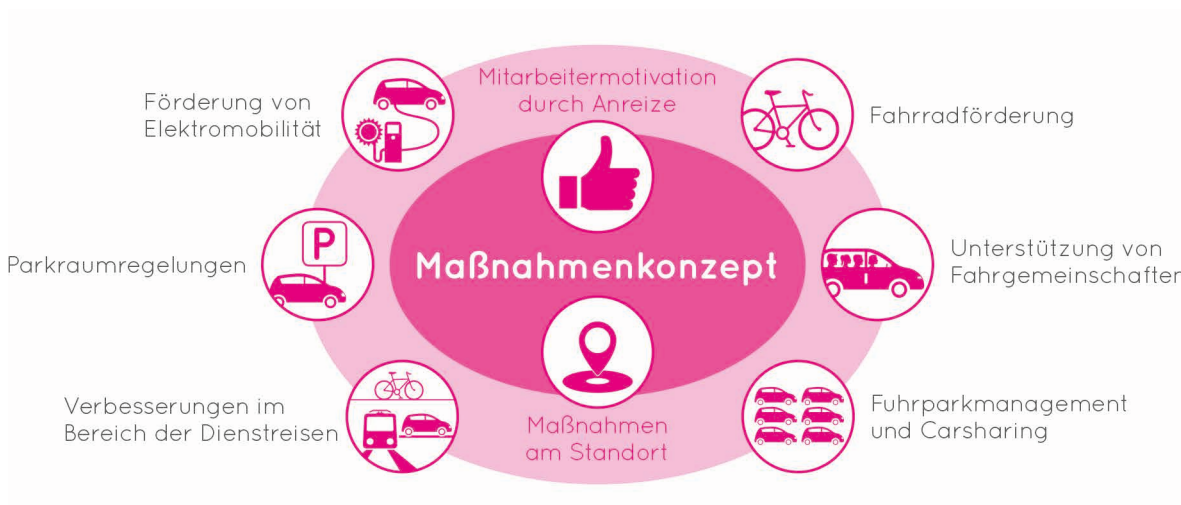 Mitarbeitermotivation
durch Anreize
Förderung von
Elektromobilität
Fahrradförderung
P
Parkraumregelungen
Maßnahmenkonzept
Unterstützung von
Fahrgemeinschafter
Verbesserungen im
Bereich der Dienstreisen
Maßnahmen
am Standort
Fuhrparkmanagement
und Carsharing